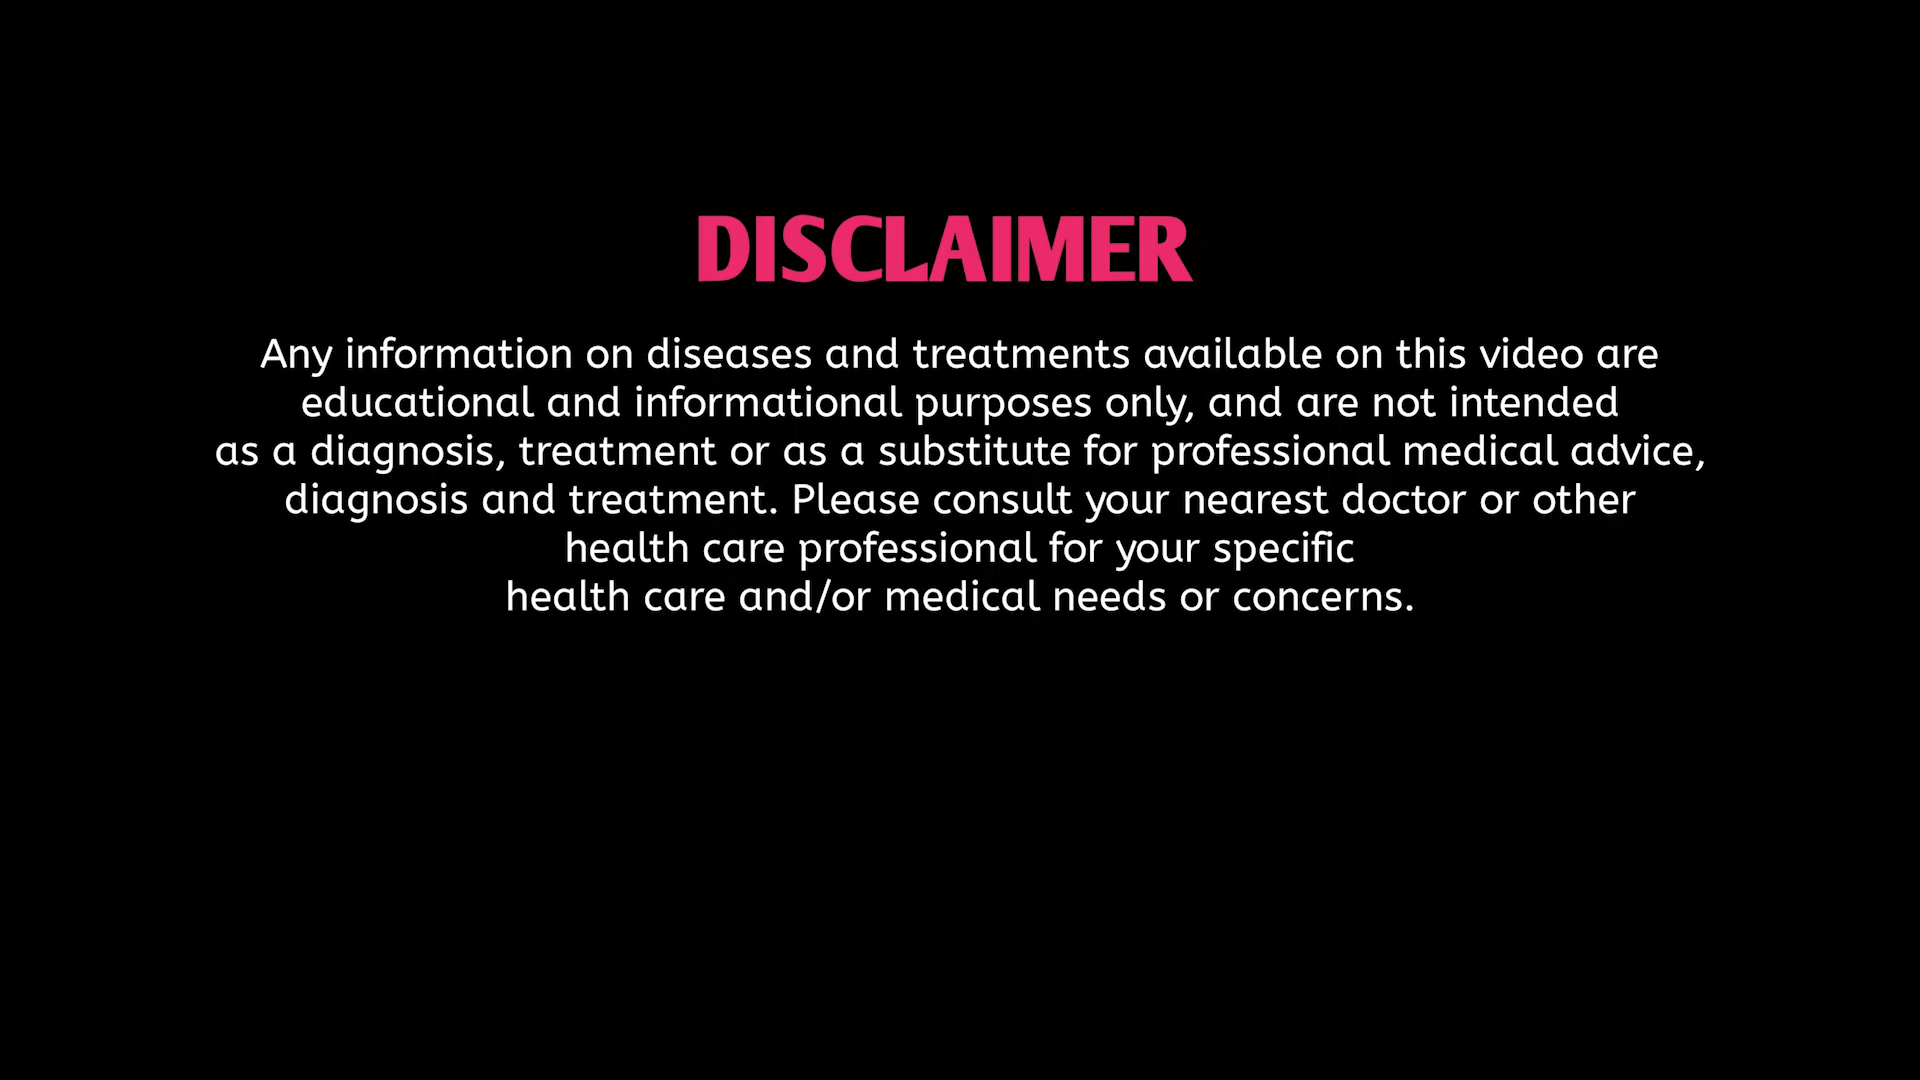 DISCLAIMER
Any information on diseases and treatments available on this video are
educational and informational purposes only, and are not intended
as a diagnosis, treatment or as a substitute for professional medical advice,
diagnosis and treatment. Please consult your nearest doctor or other
health care professional for your specific
health care and/or medical needs or concerns.